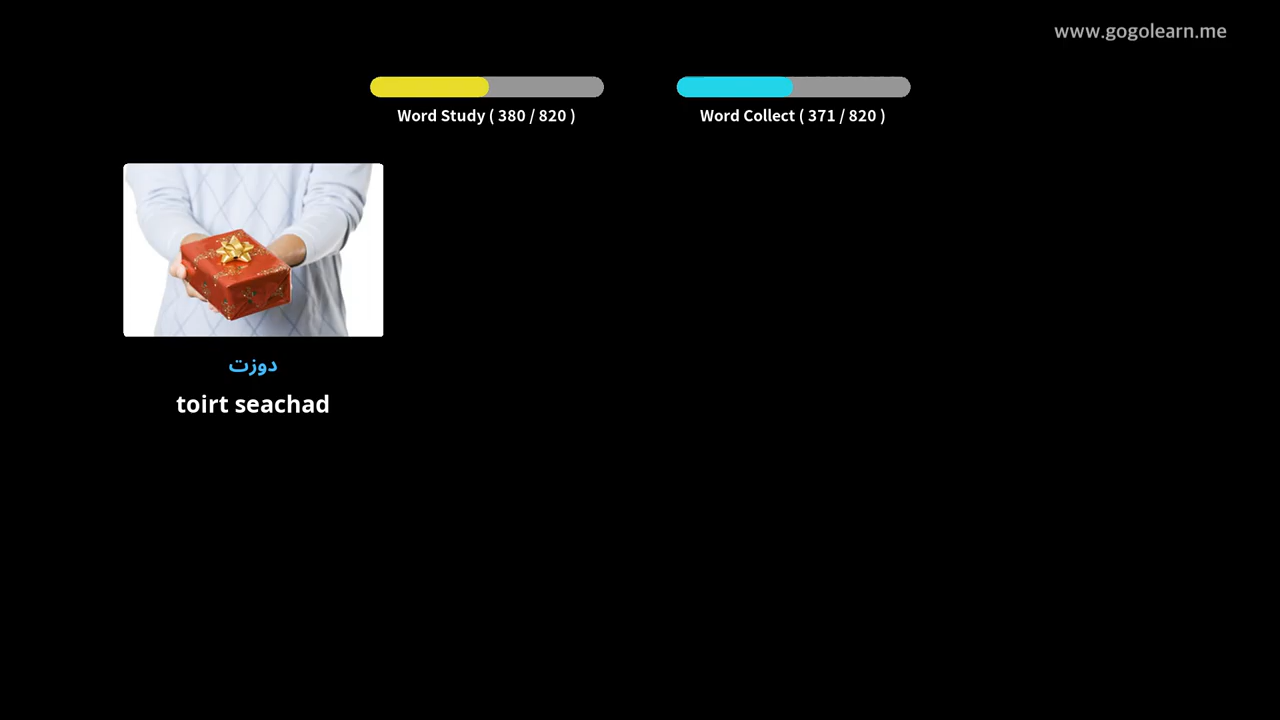 www.gogolearn.me
Word Study ( 380 / 820 )
Word Collect ( 371 / 820 )
دوزت
toirt seachad